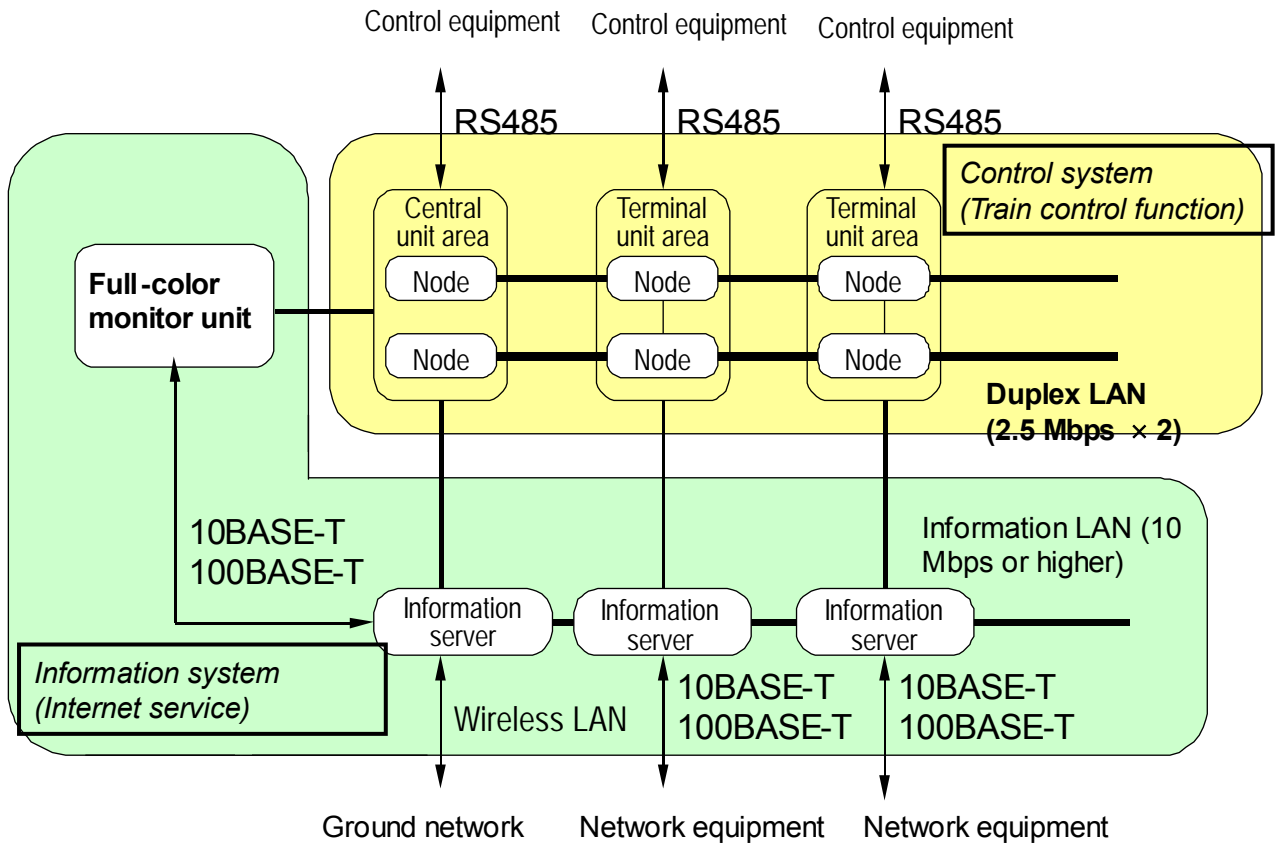 Control equipment
Control equipment
Control equipment
RS485
RS485
RS485
Control system
(Train control function)
Central
unit area
Terminal
unit area
Terminal
unit area
Full-color
monitor unit
Node
Node
Node
Node
Node
Node
Duplex LAN
(2.5 Mbps × 2)
10BASE-T
100BASE-T
Information LAN (10
Mbps or higher)
Information
server
Information
server
Information
server
Information system
(Internet service)
Wireless LAN
10BASE-T
100BASE-T
10BASE-T
100BASE-T
Ground network
Network equipment
Network equipment